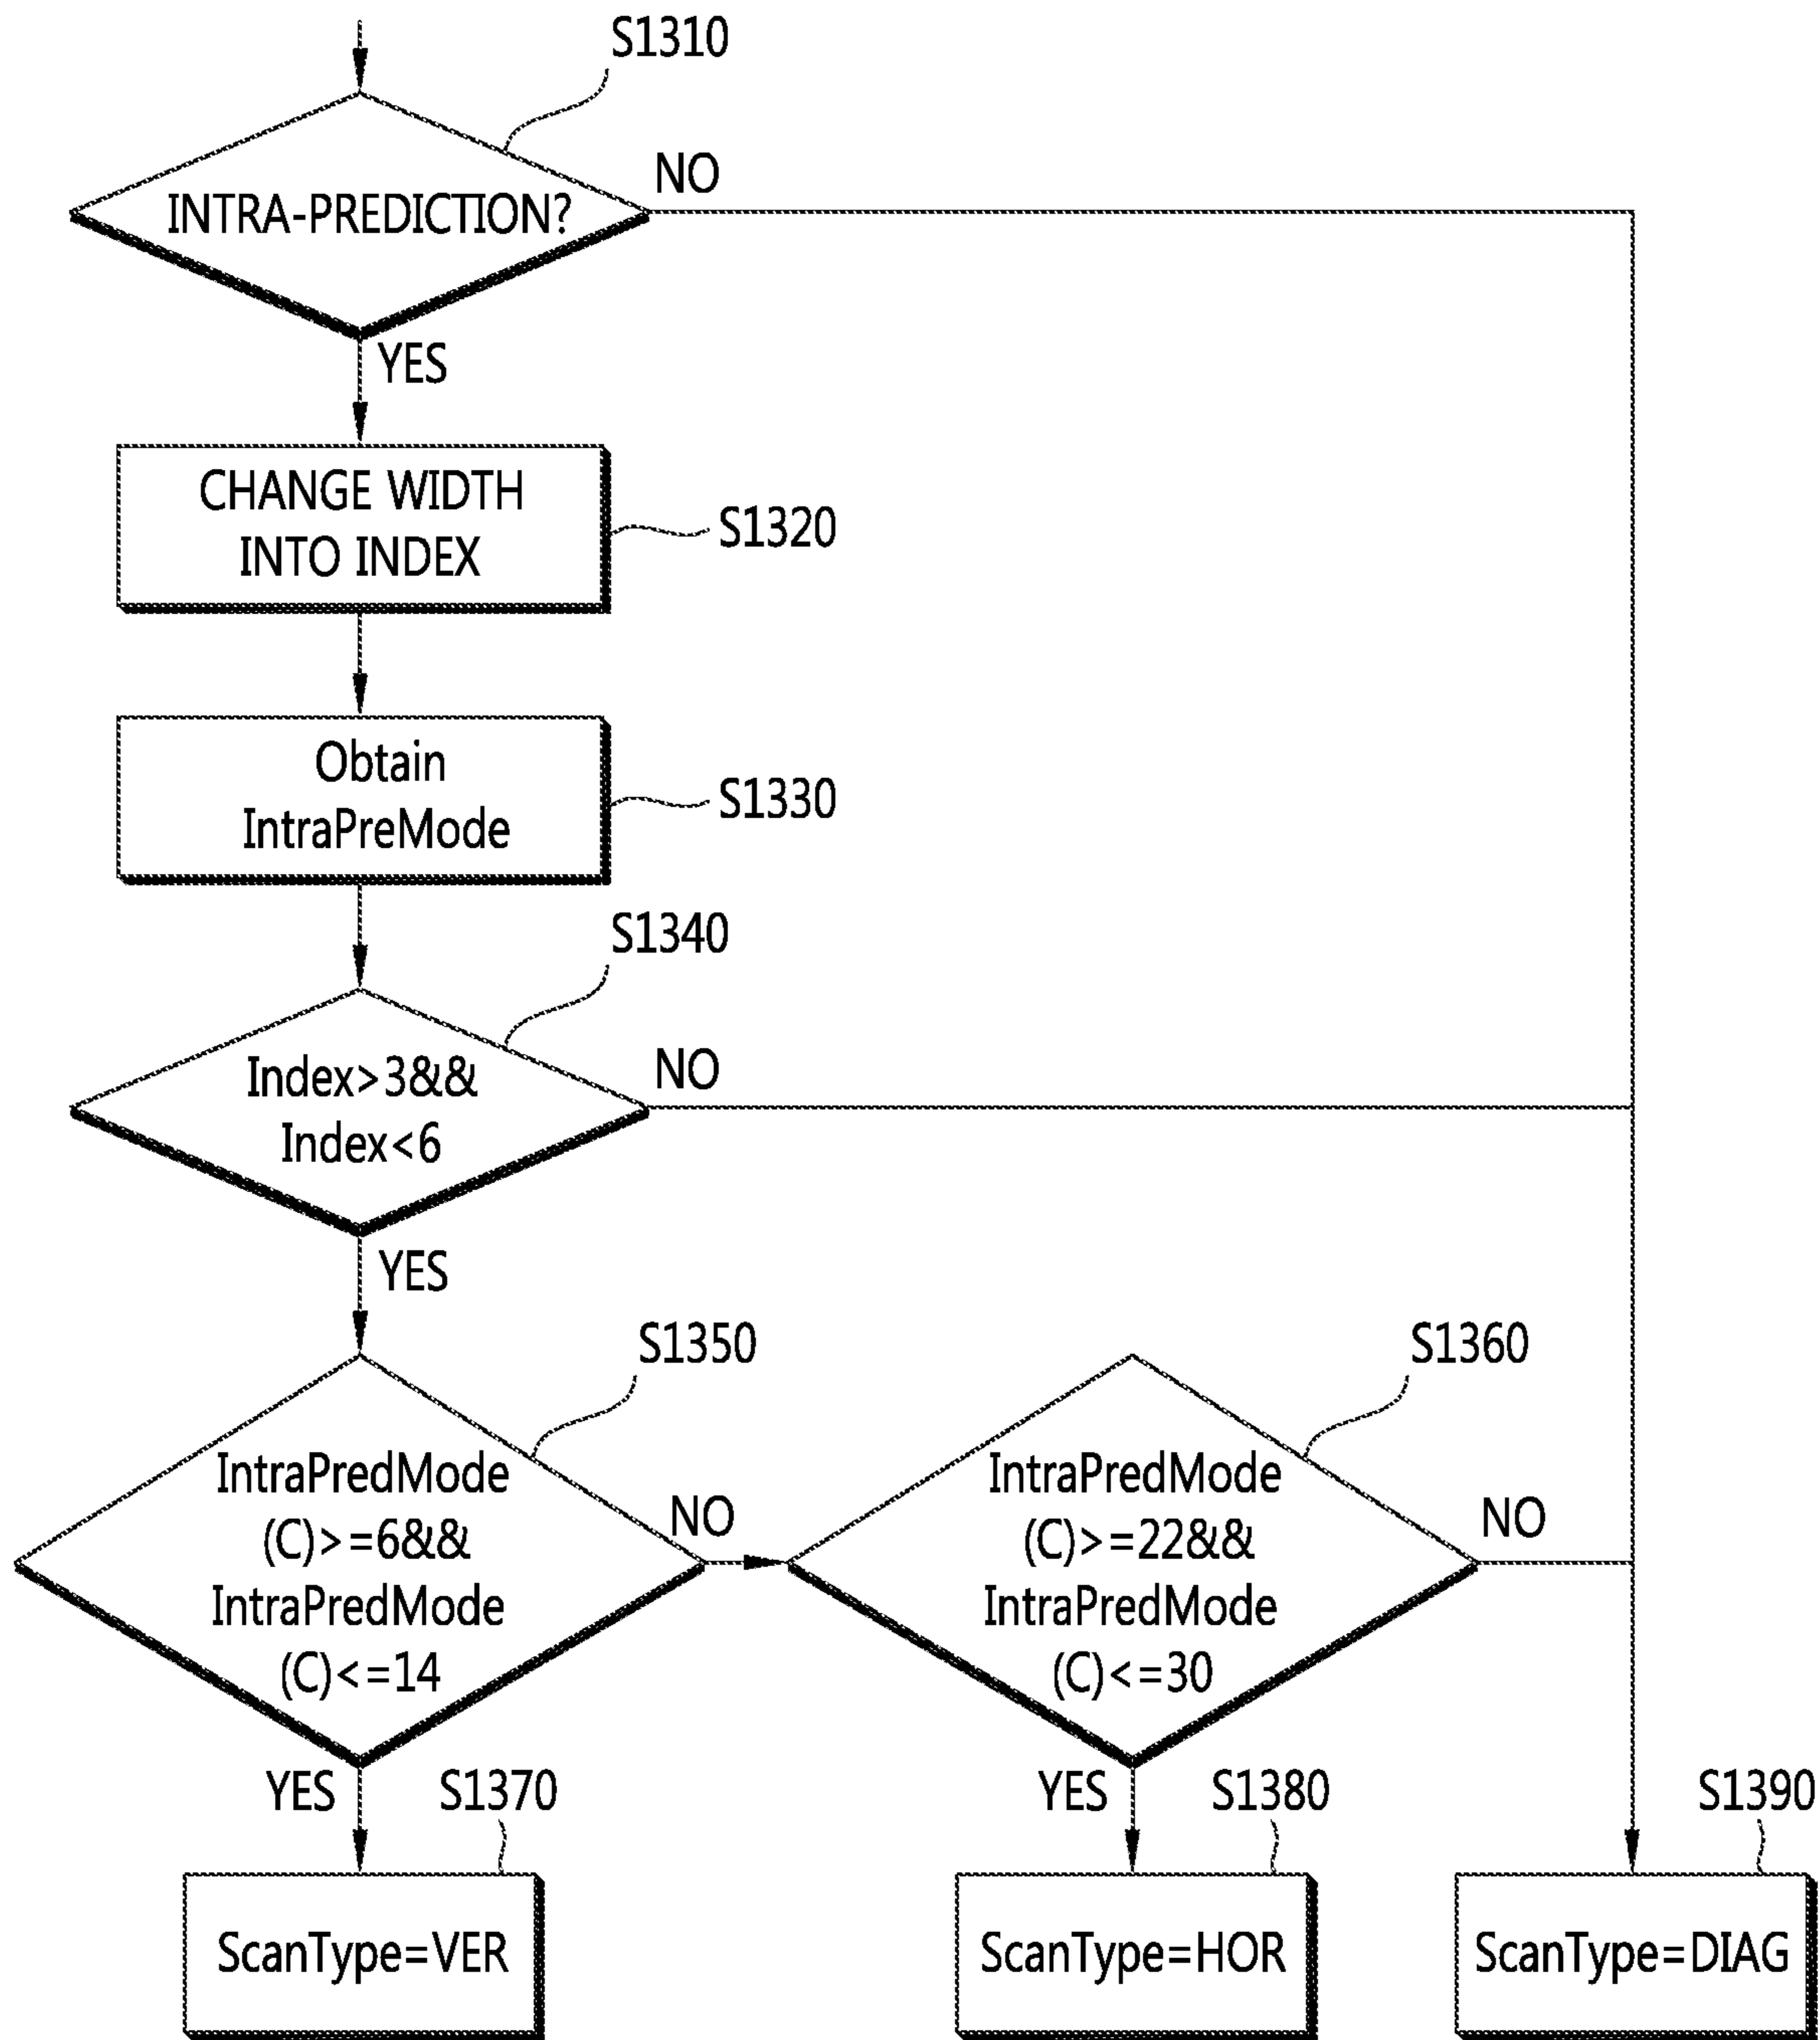 S1310
NO
INTRA-PREDICTION?
YES
CHANGE WIDTH
INTO INDEX
S1320
Obtain
IntraPreMode
S1330
S1340
NO
Index>3&&
Index<6
YES
S1350
S1360
IntraPredMode
(C)>=6&&
IntraPredMode
(C)<=14
NO
IntraPredMode
(C)>=22&&
IntraPredMode
(C)<=30
NO
YES
S1370
YES
S1380
S1390
ScanType=VER
ScanType=HOR
ScanType=DIAG